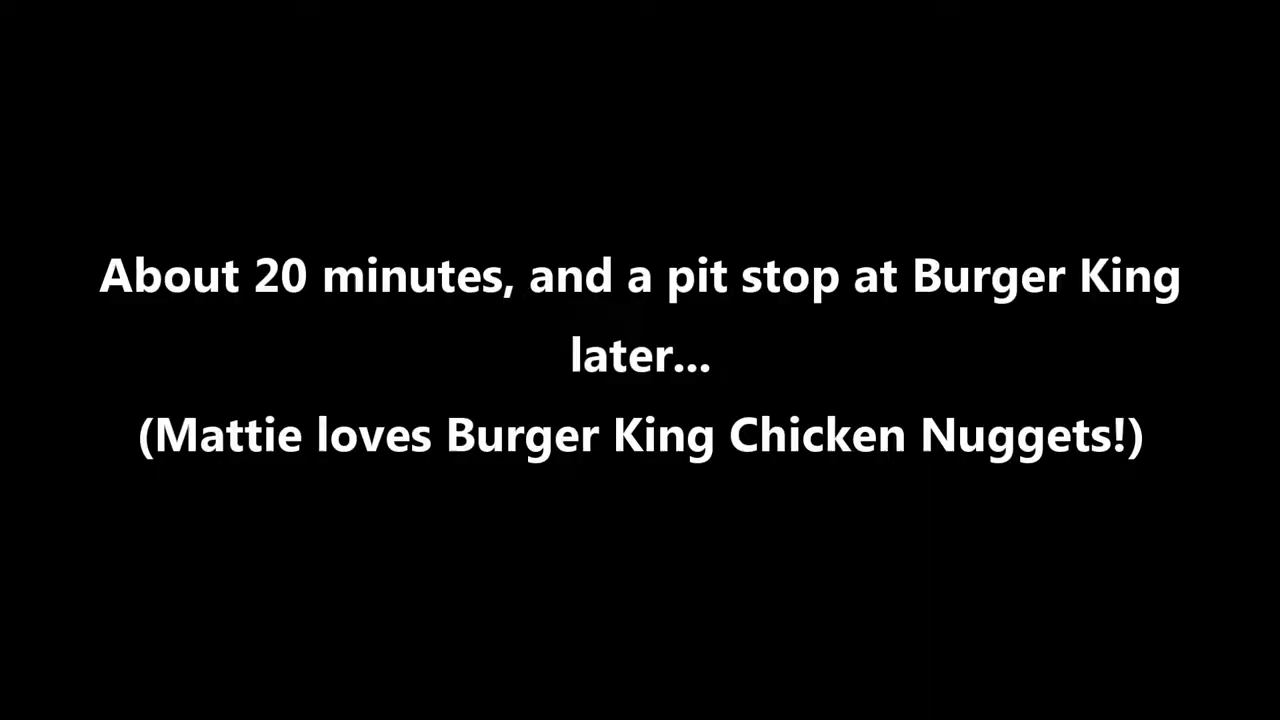 About 20 minutes, and a pit stop at Burger King
later...
(Mattie loves Burger King Chicken Nuggets!)